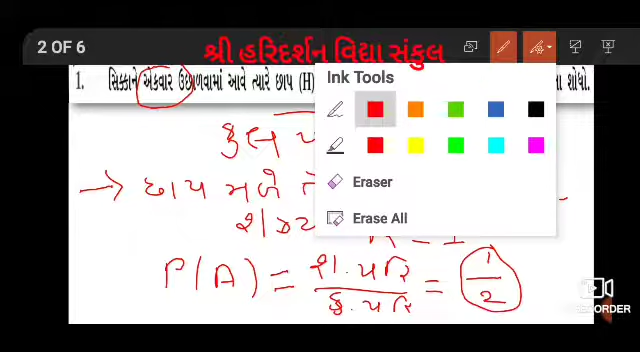 2 OF 6
શ્રી હરિદર્શન વિદ્યા સંકુલ
1. સિક્કાને એકવાર ઉછાળવામાં આવે ત્યારે છાપ (H) શોધો.
Ink Tools
કુલ
→ છાપ મળે
Eraser
Erase All
P(A) = શ.પરિ / કુ.પરિ = 1/2
RECORDER